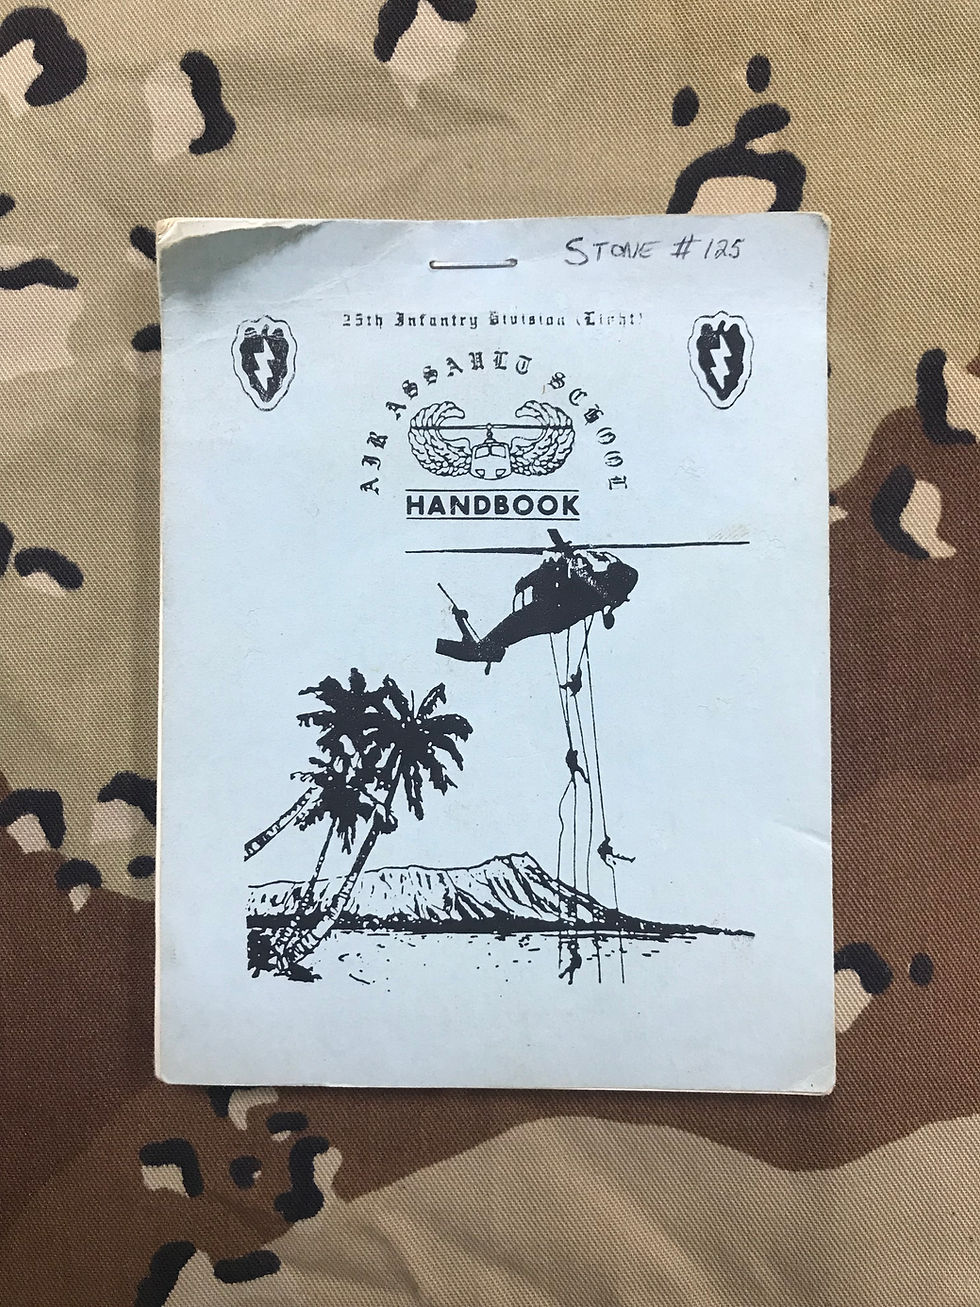 STONE #125
25th Infantry Division (Light)
AIR ASSAULT SCHOOL
HANDBOOK